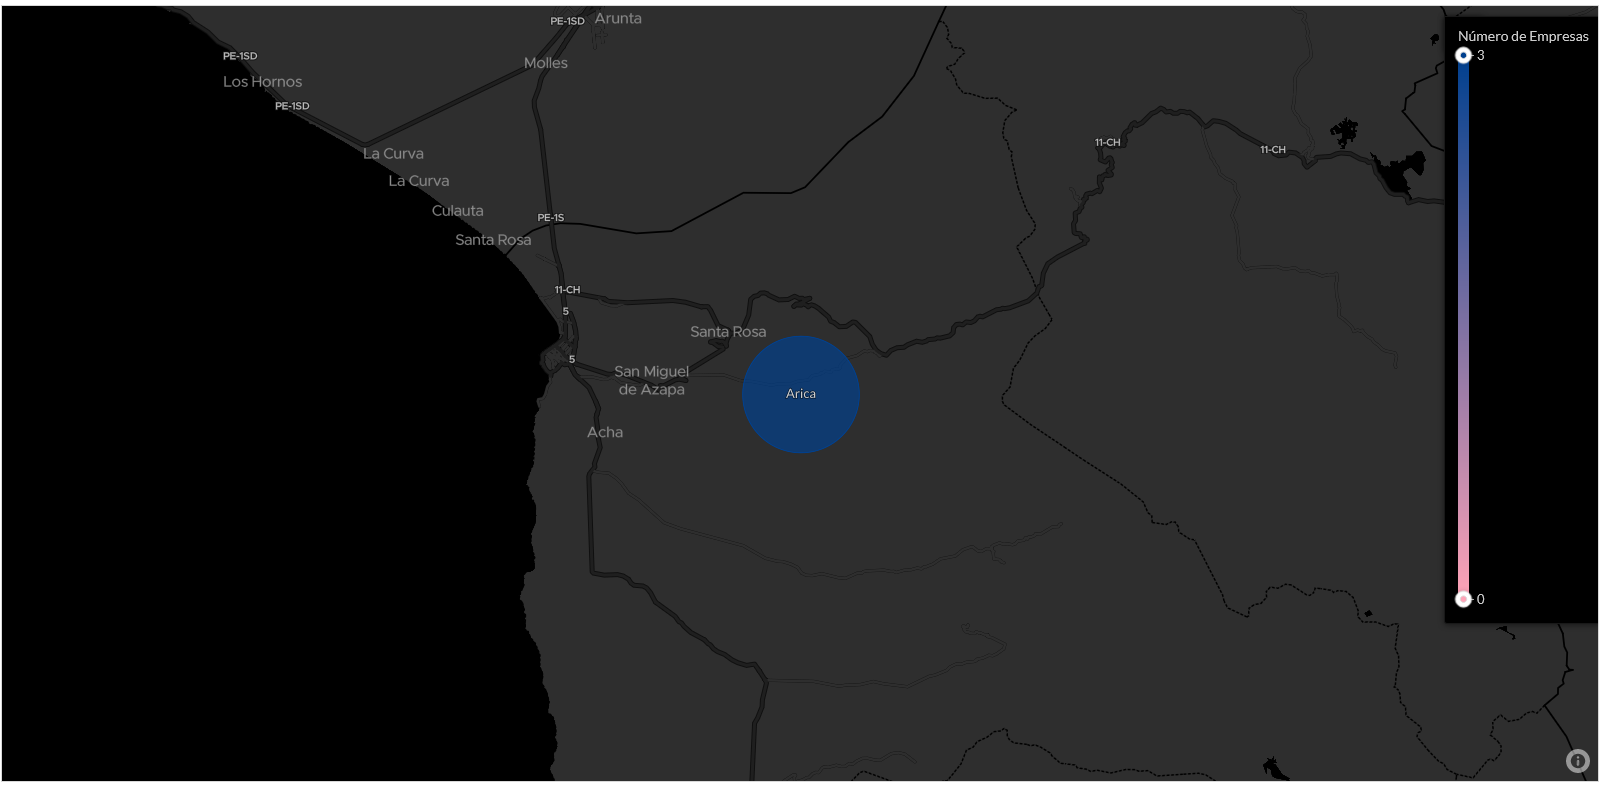 PE-1SD
Arunta
Número de Empresas
PE-1SD
3
Molles
Los Hornos
PE-1SD
11-CH
11-CH
La Curva
La Curva
Culauta
PE-1S
Santa Rosa
11-CH
5
Santa Rosa
5
San Miguel
de Azapa
Arica
Acha
0